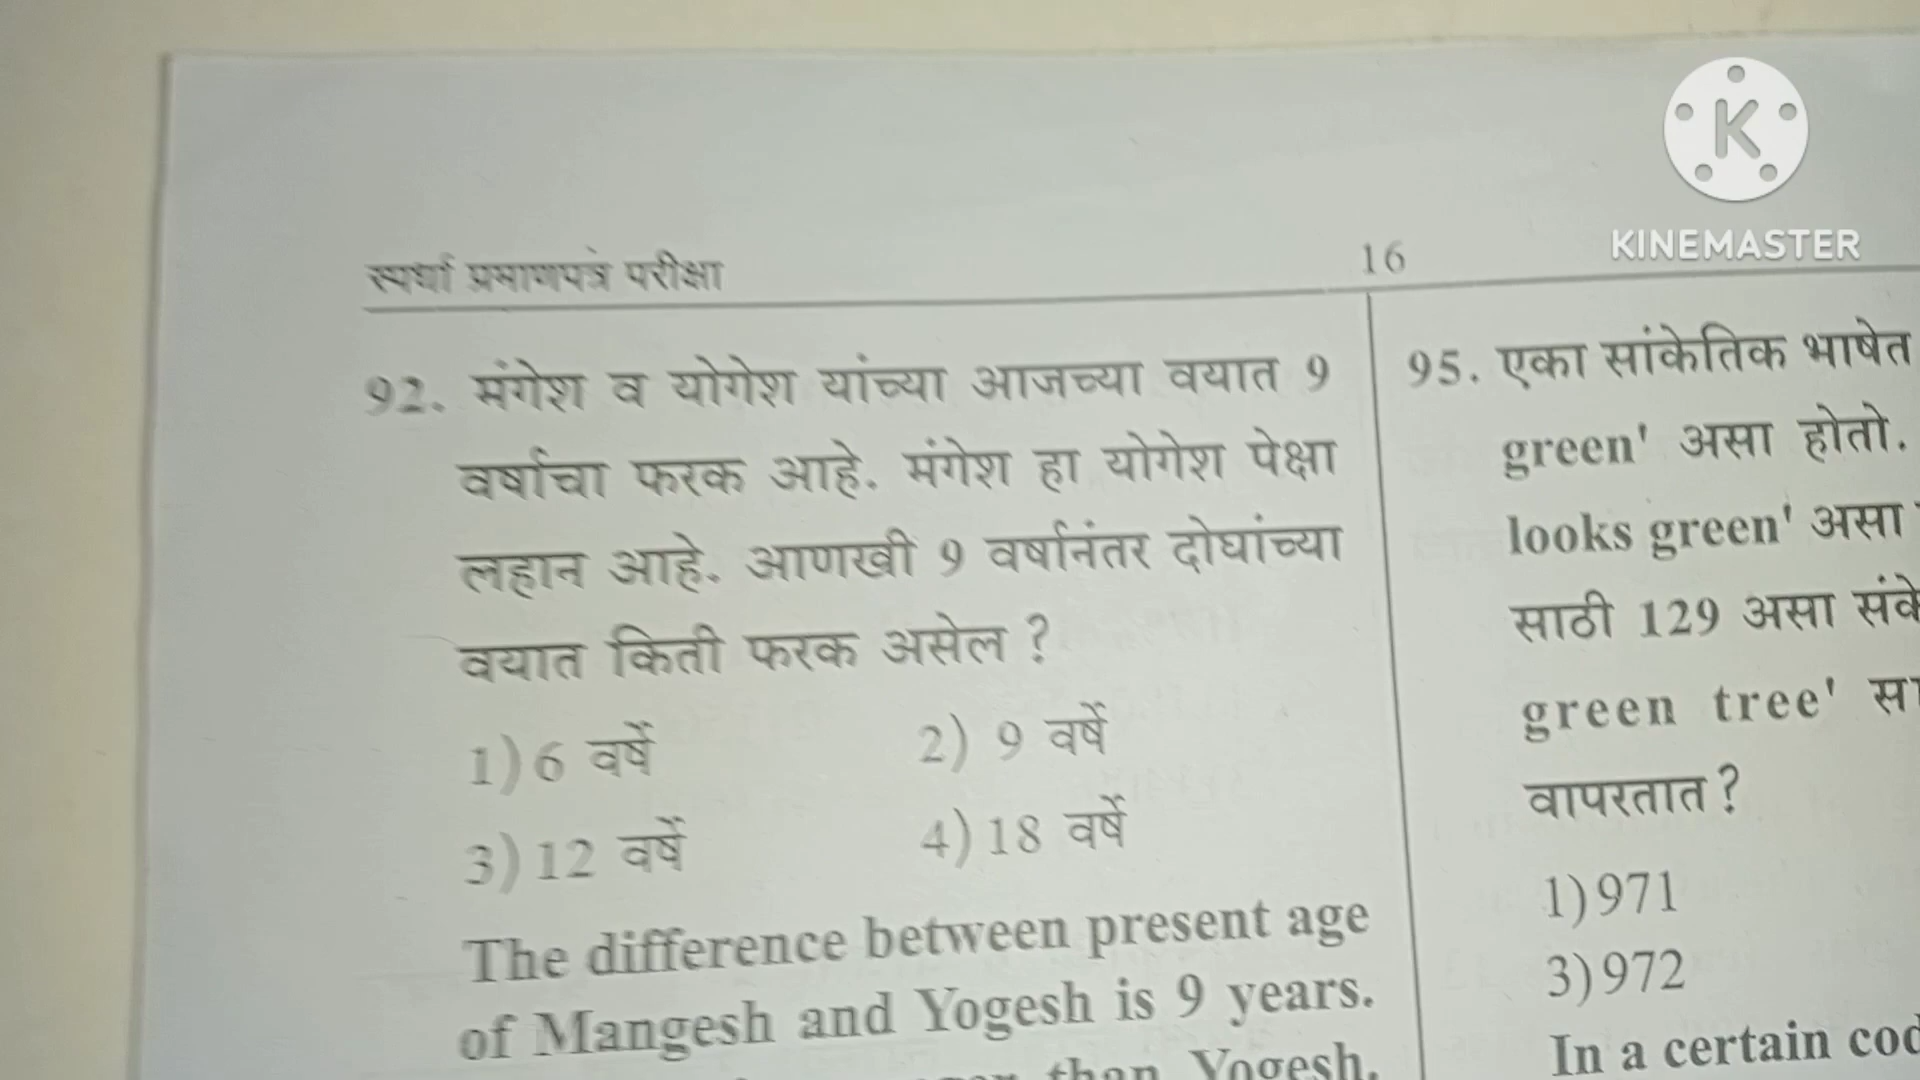 KINEMASTER
स्पर्धा प्रमाणपत्र परीक्षा
16
92. मंगेश व योगेश यांच्या आजच्या वयात 9
वर्षाचा फरक आहे. मंगेश हा योगेश पेक्षा
लहान आहे. आणखी 9 वर्षानंतर दोघांच्या
वयात किती फरक असेल ?
1) 6 वर्षे 2) 9 वर्षे
3) 12 वर्षे 4) 18 वर्षे
The difference between present age
of Mangesh and Yogesh is 9 years.
than Yogesh.
95. एका सांकेतिक भाषेत
green' असा होतो.
looks green' असा
साठी 129 असा
green tree'
वापरतात ?
1) 971
3) 972
In a certain